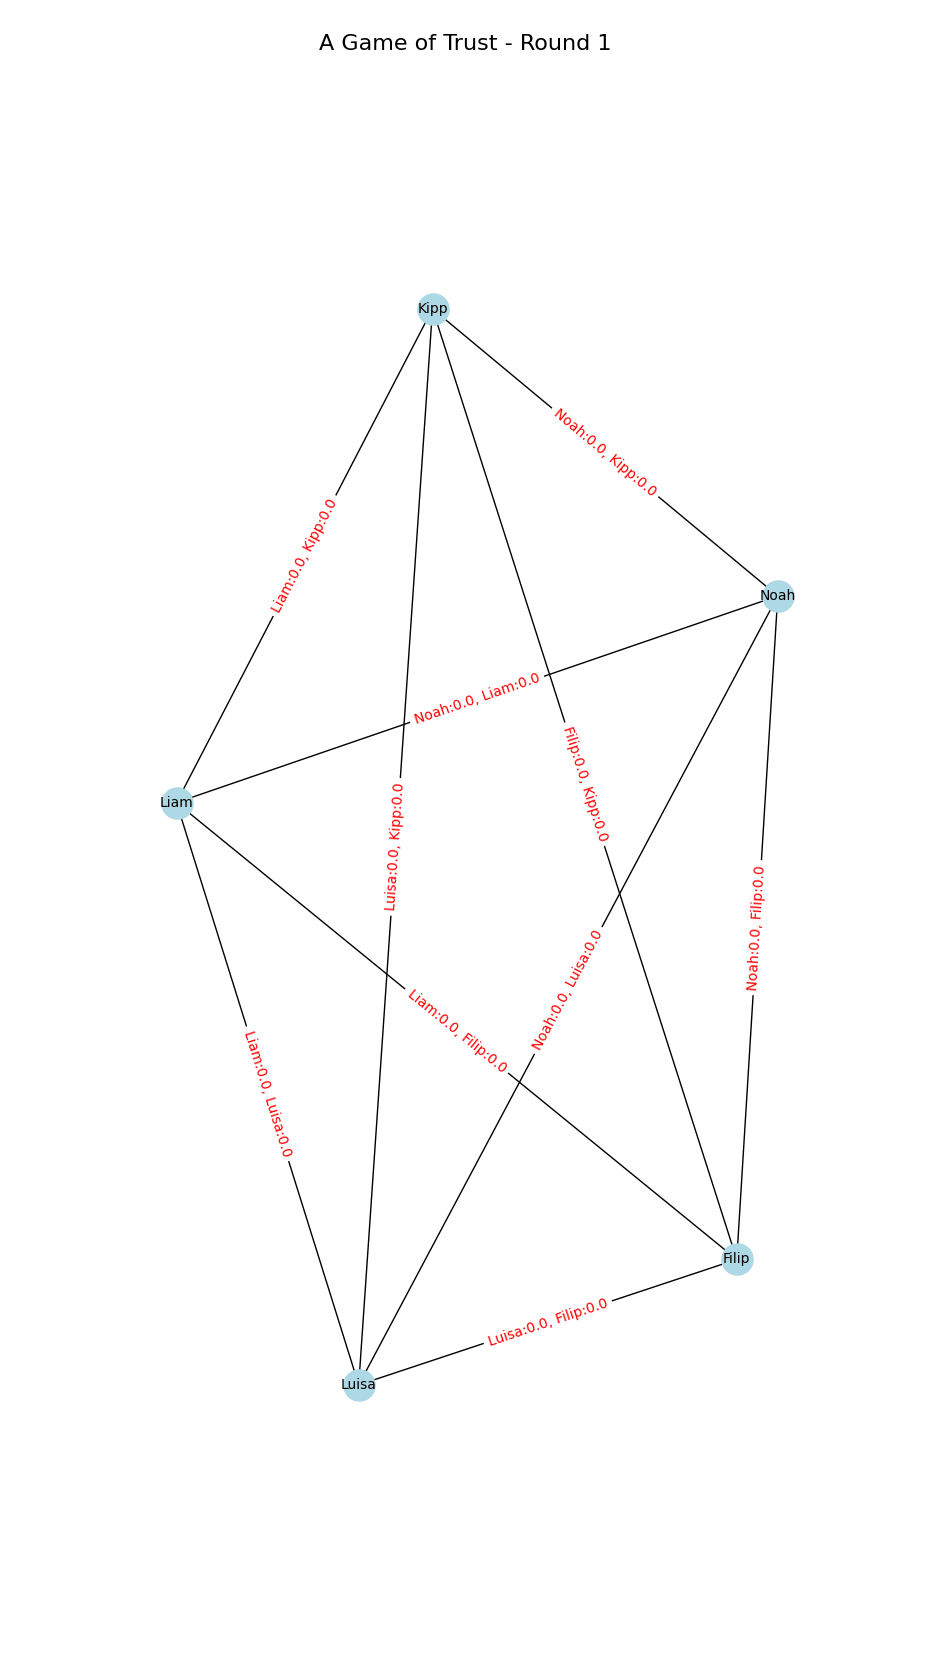 A Game of Trust - Round 1
Kipp
Noah:0.0, Kipp:0.0
Liam:0.0, Kipp:0.0
Noah
Noah:0.0, Liam:0.0
Filip:0.0, Kipp:0.0
Liam
Luisa:0.0, Kipp:0.0
Noah:0.0, Filip:0.0
Noah:0.0, Luisa:0.0
Liam:0.0, Filip:0.0
Liam:0.0, Luisa:0.0
Filip
Luisa:0.0, Filip:0.0
Luisa